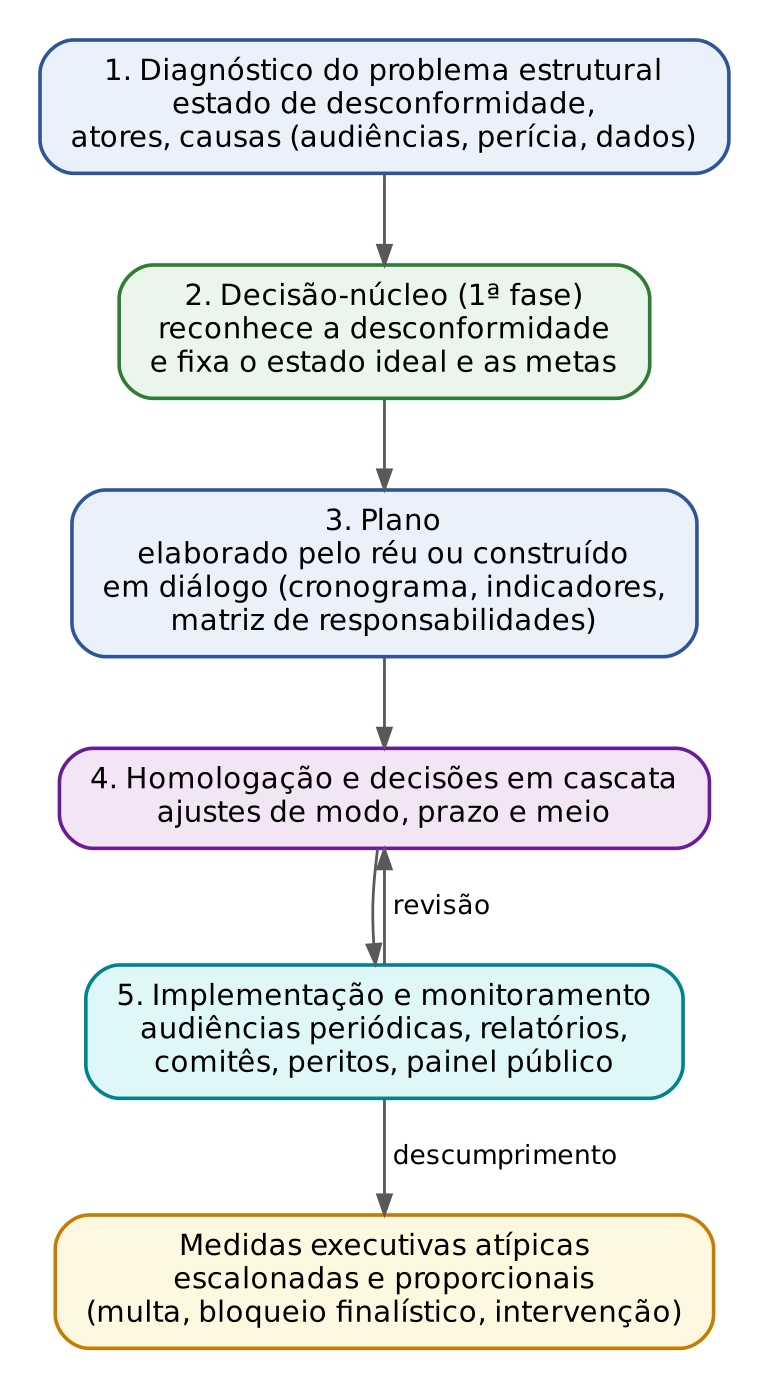 1. Diagnóstico do problema estrutural
estado de desconformidade,
atores, causas (audiências, perícia, dados)
2. Decisão-núcleo (1ª fase)
reconhece a desconformidade
e fixa o estado ideal e as metas
3. Plano
elaborado pelo réu ou construído
em diálogo (cronograma, indicadores,
matriz de responsabilidades)
4. Homologação e decisões em cascata
ajustes de modo, prazo e meio
revisão
5. Implementação e monitoramento
audiências periódicas, relatórios,
comitês, peritos, painel público
descumprimento
Medidas executivas atípicas
escalonadas e proporcionais
(multa, bloqueio finalístico, intervenção)